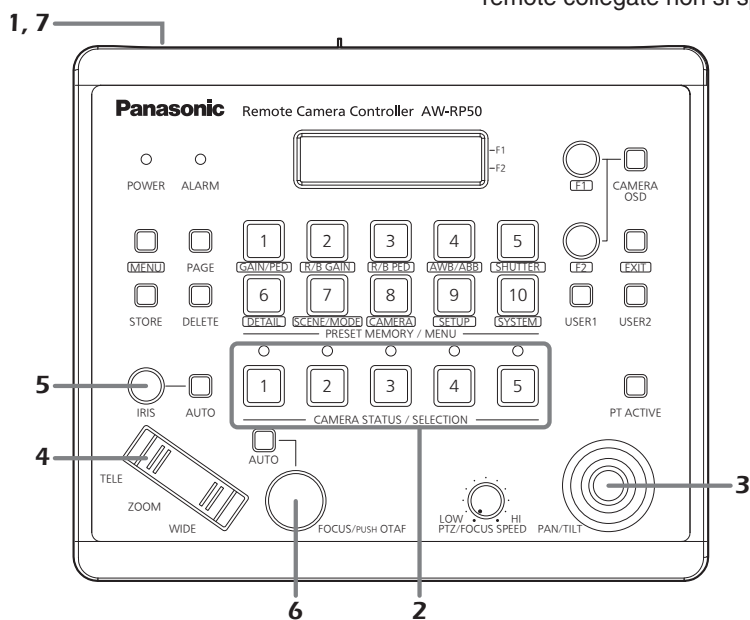 remote collegate non si s
1, 7
Panasonic Remote Camera Controller AW-RP50
F1
F2
POWER ALARM F1 CAMERA OSD
1 2 3 4 5
MENU PAGE GAIN/PED R/B GAIN R/B PED AWB/ABB SHUTTER F2 EXIT
6 7 8 9 10
STORE DELETE DETAIL SCENE/MODE CAMERA SETUP SYSTEM USER1 USER2
PRESET MEMORY / MENU
5 1 2 3 4 5
IRIS AUTO CAMERA STATUS / SELECTION PT ACTIVE
4 AUTO
TELE
ZOOM
WIDE
3
FOCUS/PUSH OTAF
LOW HI
PTZ/FOCUS SPEED
PAN/TILT
6 2